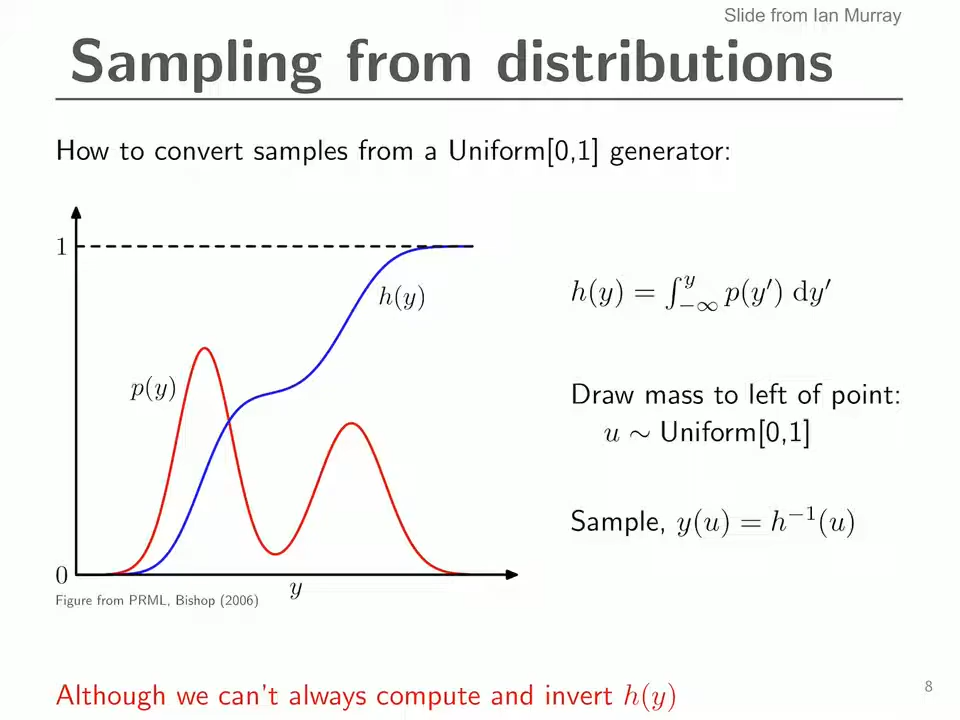 Slide from Ian Murray
Sampling from distributions
How to convert samples from a Uniform[0,1] generator:
1
h(y)
p(y)
0
y
Figure from PRML, Bishop (2006)
h(y) = ∫_{−∞}^{y} p(y′) dy′
Draw mass to left of point:
u ∼ Uniform[0,1]
Sample, y(u) = h⁻¹(u)
Although we can't always compute and invert h(y)
8